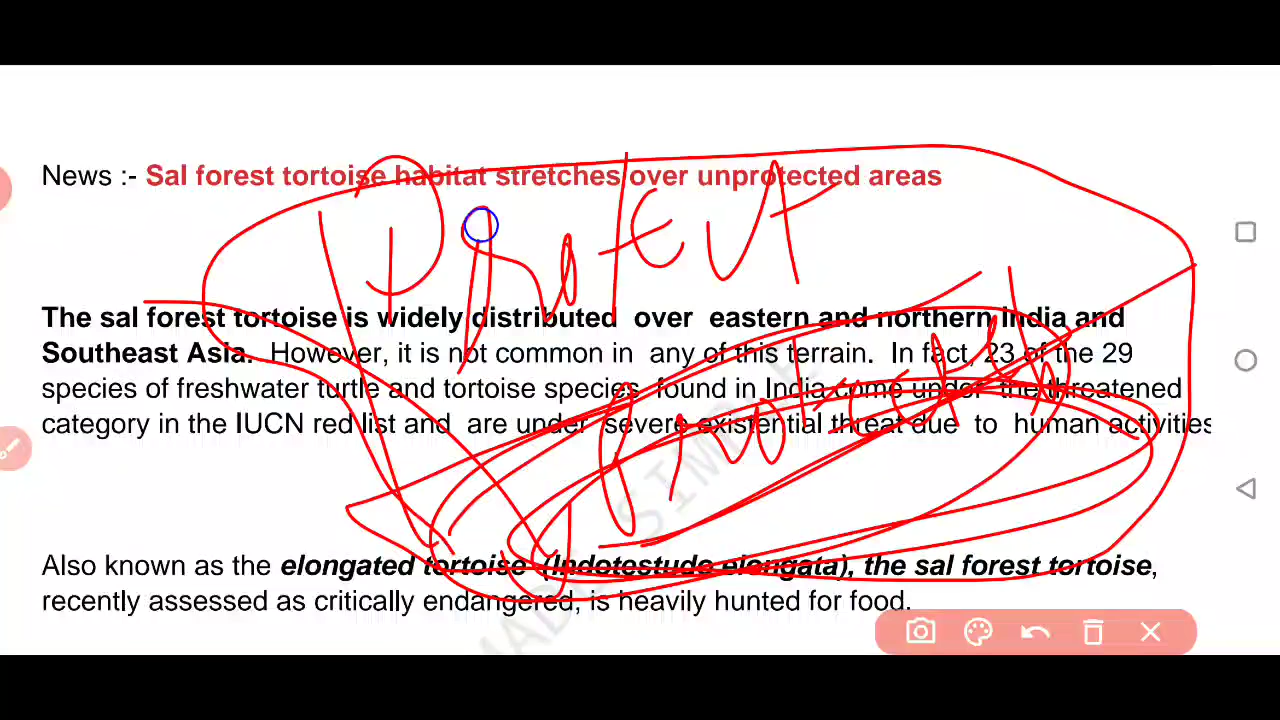 News :- Sal forest tortoise habitat stretches over unprotected areas
Protect
The sal forest tortoise is widely distributed over eastern and northern India and
Southeast Asia. However, it is not common in any of this terrain. In fact, 23 of the 29
species of freshwater turtle and tortoise species found in India come under the threatened
category in the IUCN red list and are under severe existential threat due to human activities
Also known as the elongated tortoise (Indotestudo elongata), the sal forest tortoise,
recently assessed as critically endangered, is heavily hunted for food.